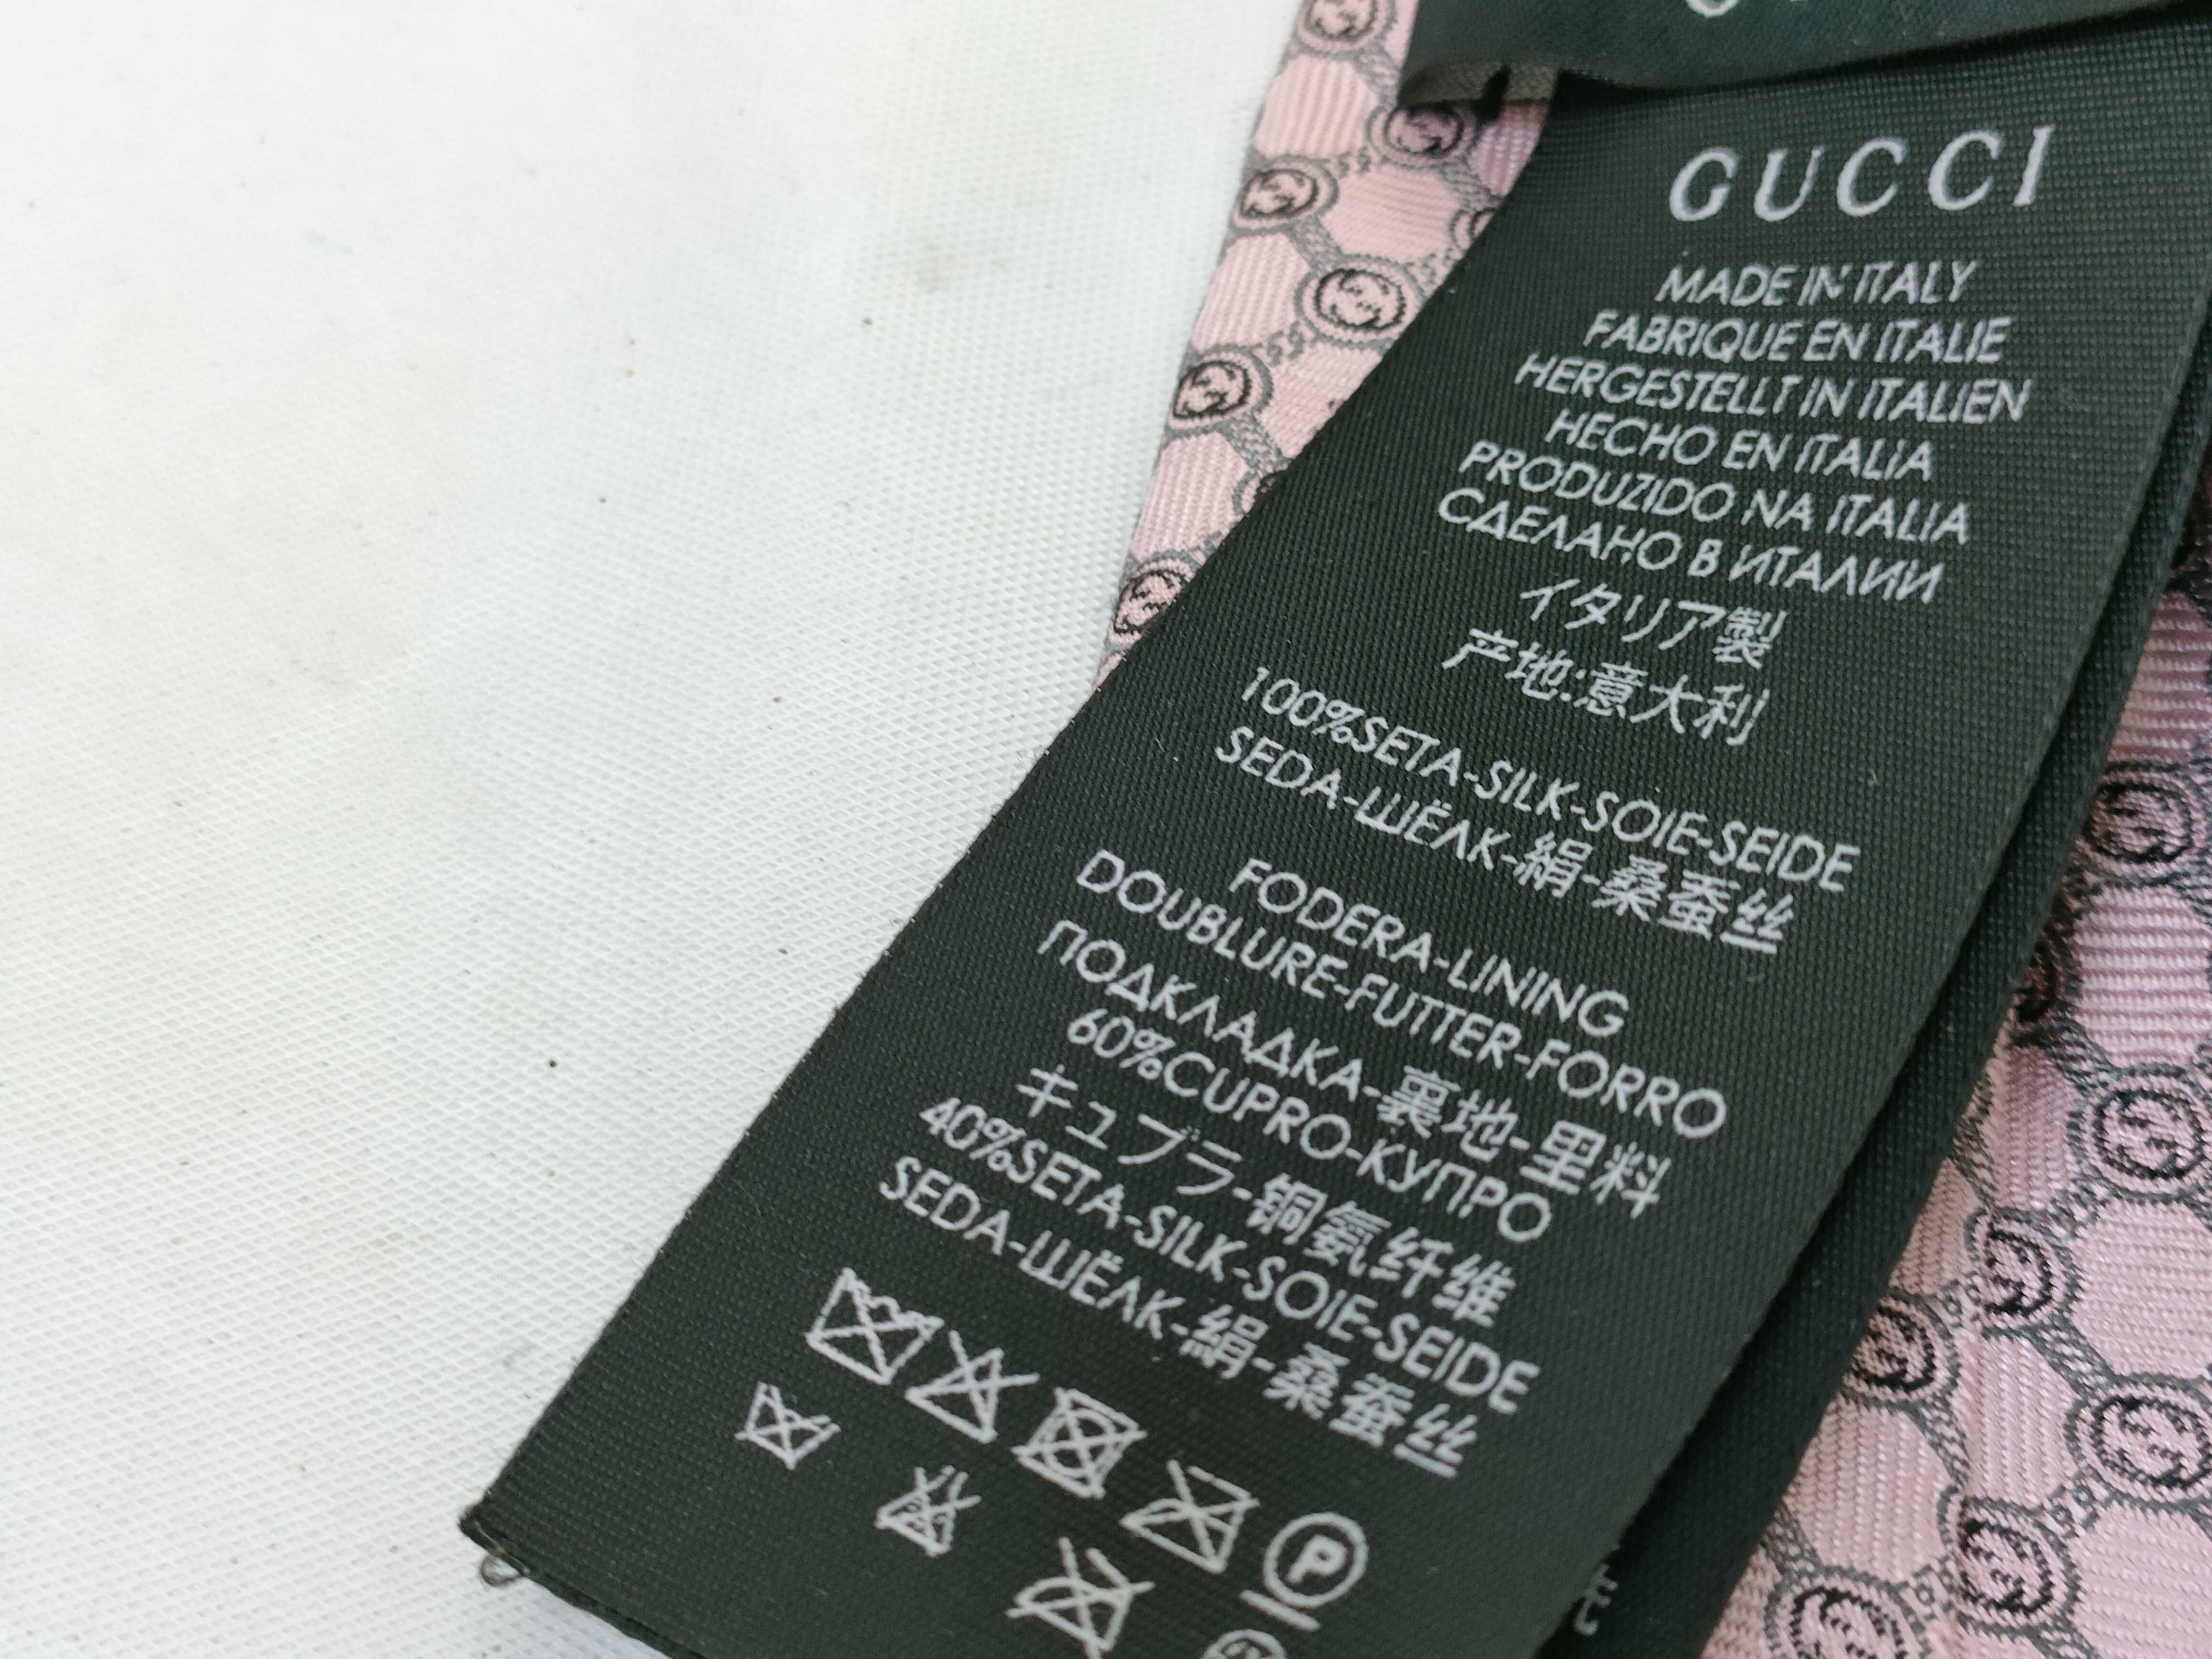 GUCCI
MADE IN ITALY
FABRIQUE EN ITALIE
HERGESTELLT IN ITALIEN
HECHO EN ITALIA
PRODUZIDO NA ITALIA
СДЕЛАНО В ИТАЛИИ
イタリア製
产地:意大利
100%SETA-SILK-SOIE-SEIDE
SEDA-ШЁЛК-絹-桑蚕丝
FODERA-LINING
DOUBLURE-FUTTER-FORRO
ПОДКЛАДКА-裏地-里料
60%CUPRO-КУПРО
キュブラ-铜氨纤维
40%SETA-SILK-SOIE-SEIDE
SEDA-ШЁЛК-絹-桑蚕丝
P